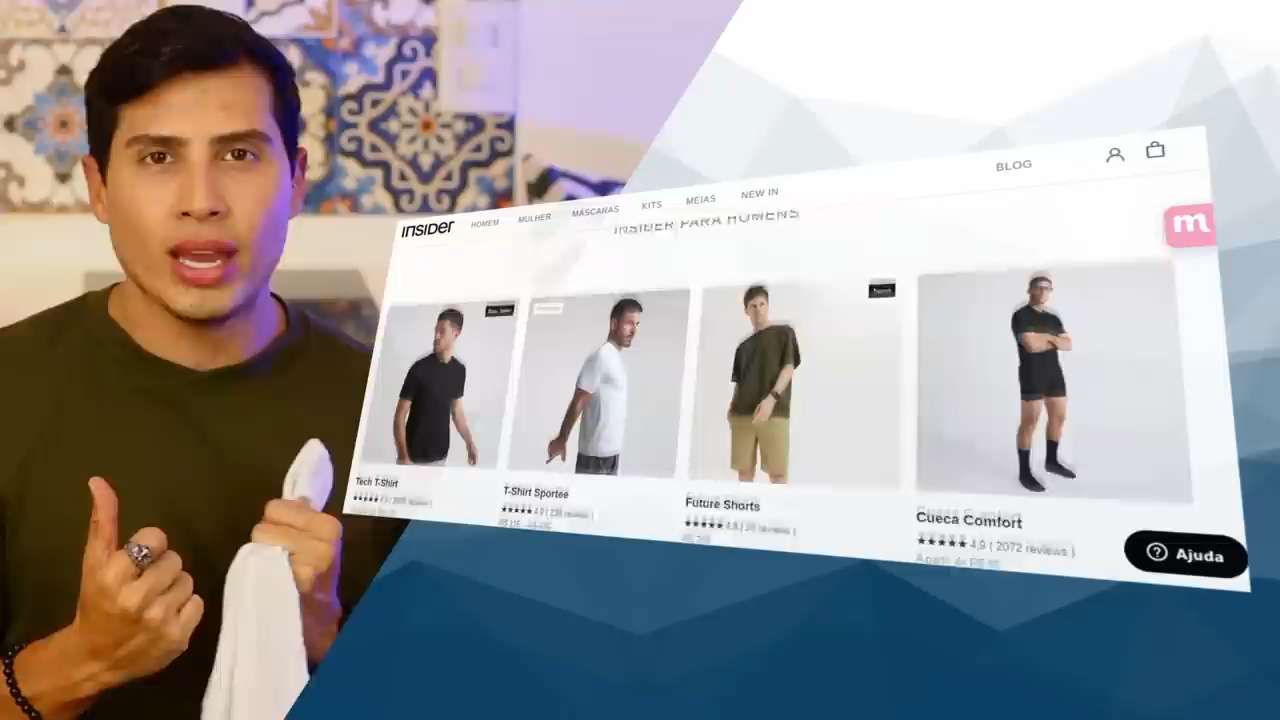 INSIDER
HOMEM
MULHER
MÁSCARAS
KITS
MEIAS
NEW IN
BLOG
INSIDER PARA HOMENS
m
Tech T-Shirt
T-Shirt Sportee
Future Shorts
Cueca Comfort
★★★★★ 4.9 ( 2072 reviews )
Ajuda